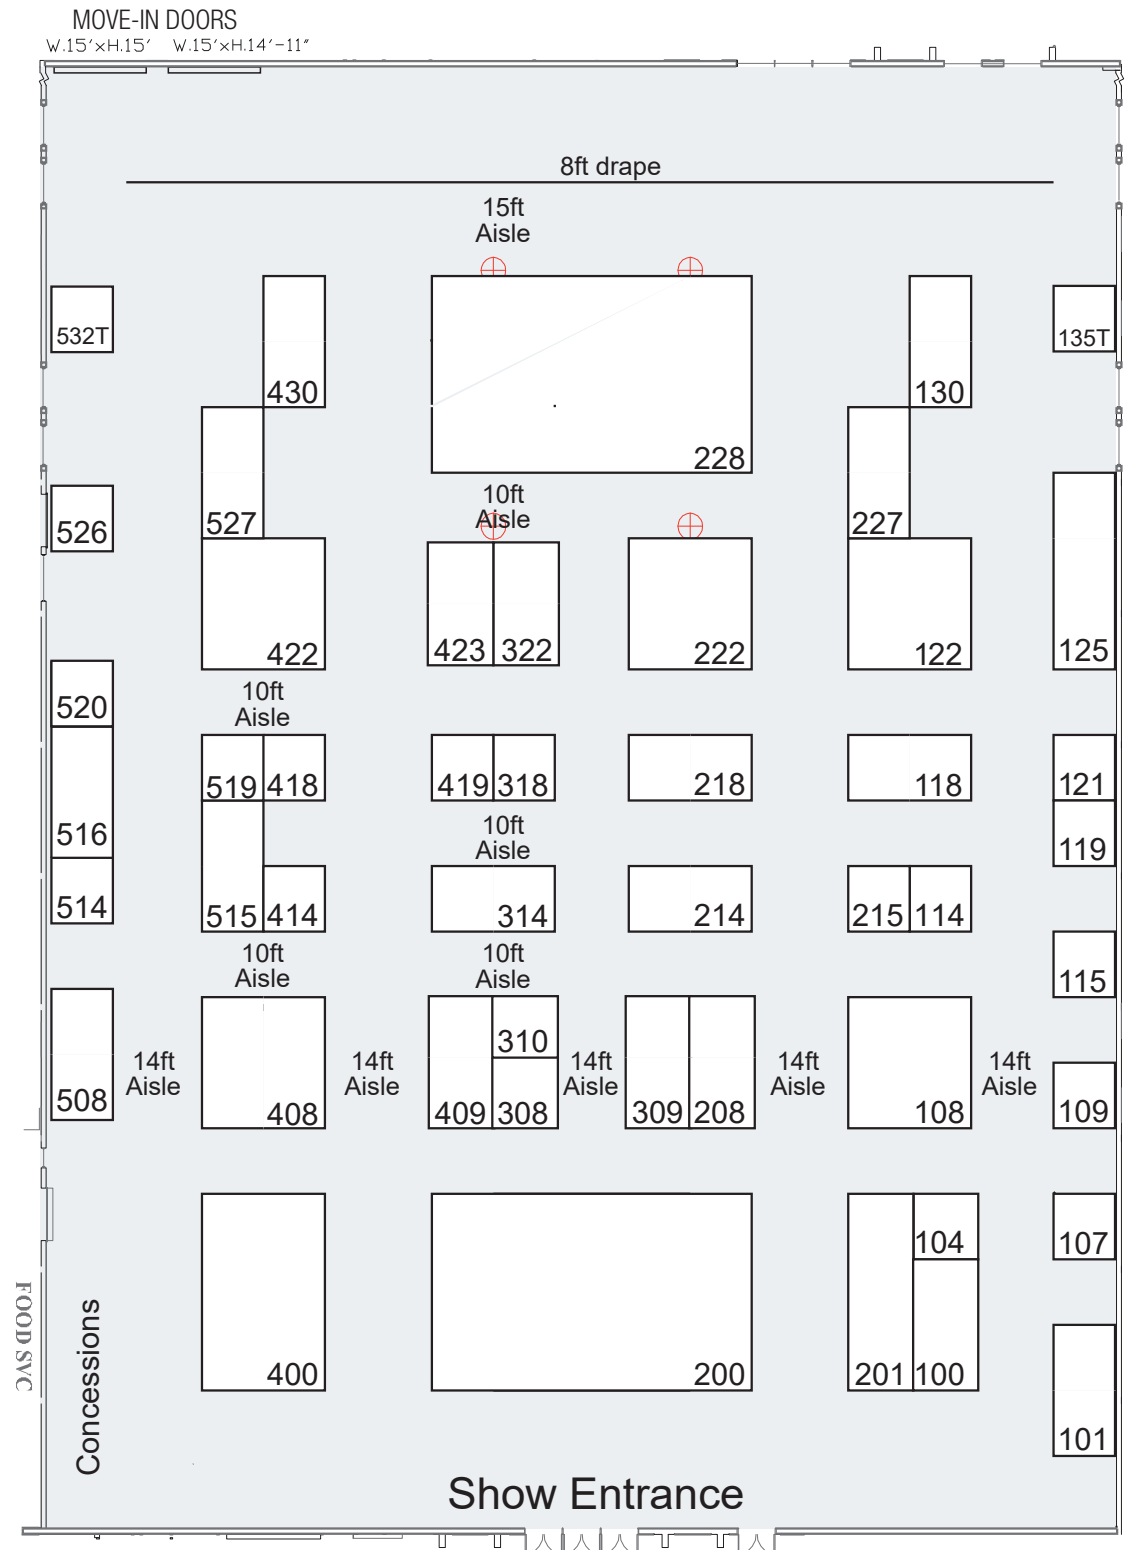 MOVE-IN DOORS
W.15'×H.15' W.15'×H.14'-11"
8ft drape
15ft
Aisle
532T
135T
430
130
228
10ft
Aisle
527
227
526
422
423
322
222
122
125
10ft
Aisle
520
519
418
419
318
218
118
121
10ft
Aisle
516
119
514
515
414
314
214
215
114
10ft
Aisle
10ft
Aisle
115
310
14ft
Aisle
14ft
Aisle
14ft
Aisle
14ft
Aisle
14ft
Aisle
508
408
409
308
309
208
108
109
104
107
FOOD SVC
Concessions
400
200
201
100
101
Show Entrance